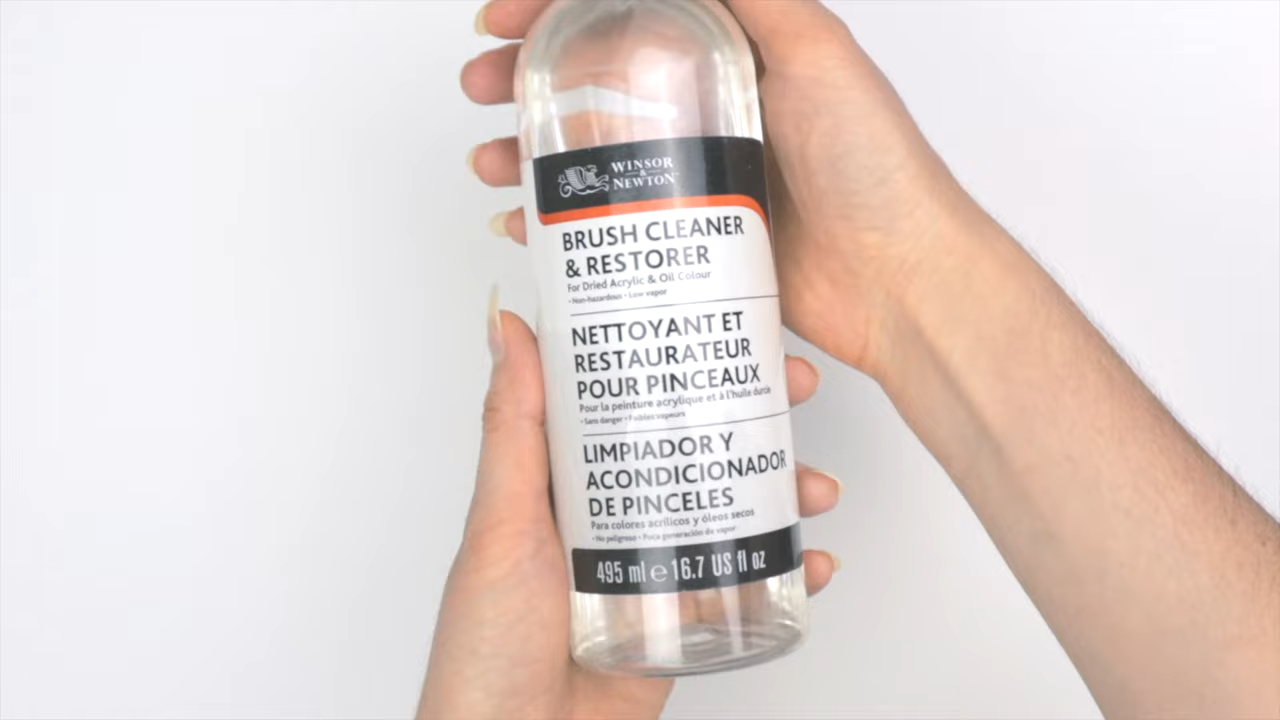 WINSOR
&
NEWTON
BRUSH CLEANER
& RESTORER
For Dried Acrylic & Oil Colour
• Non-hazardous • Low vapor
NETTOYANT ET
RESTAURATEUR
POUR PINCEAUX
Pour la peinture acrylique et à l'huile durcie
• Sans danger • Faibles vapeurs
LIMPIADOR Y
ACONDICIONADOR
DE PINCELES
Para colores acrílicos y óleos secos
• No peligroso • Poca generación de vapor
495 ml e 16.7 US fl oz